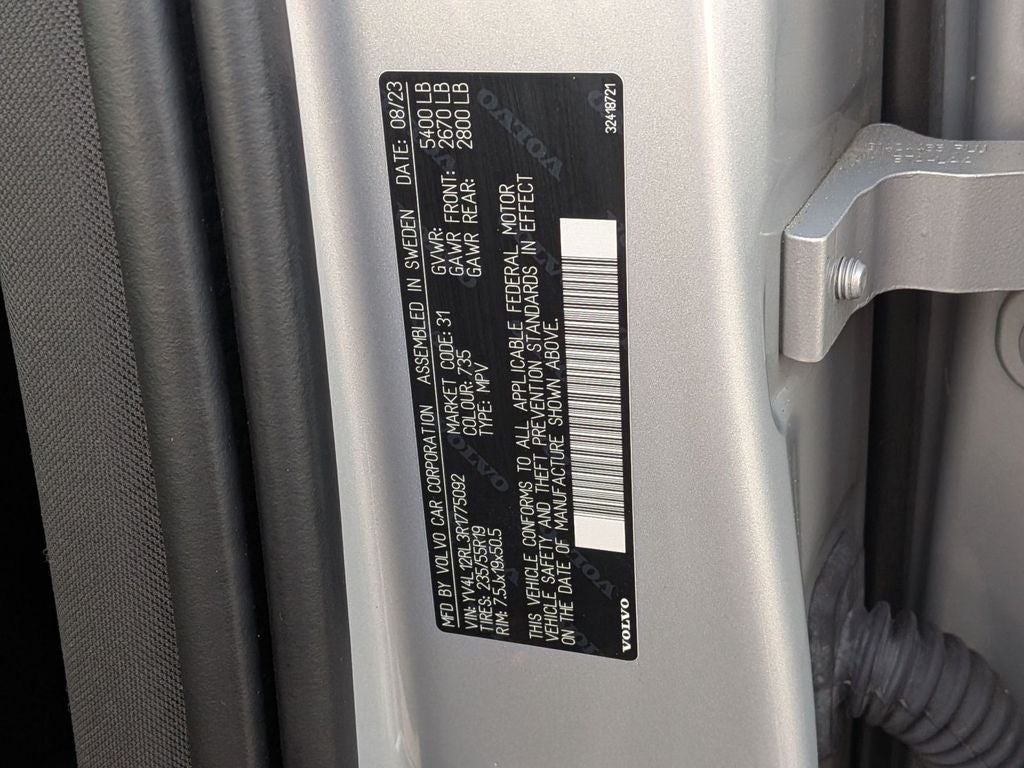 MFD BY VOLVO CAR CORPORATION ASSEMBLED IN SWEDEN DATE: 08/23
VIN: YV4L12RL3R1775092 MARKET CODE: 31 GVWR: 5400 LB
TIRES: 235/55R19 COLOUR: 735 GAWR FRONT: 2670 LB
RIM: 7.5Jx19x50.5 TYPE: MPV GAWR REAR: 2800 LB
THIS VEHICLE CONFORMS TO ALL APPLICABLE FEDERAL MOTOR
VEHICLE SAFETY AND THEFT PREVENTION STANDARDS IN EFFECT
ON THE DATE OF MANUFACTURE SHOWN ABOVE.
VOLVO 32418721